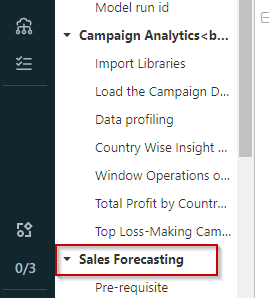 Model run id
Campaign Analytics<b...
Import Libraries
Load the Campaign D...
Data profiling
Country Wise Insight ...
Window Operations o...
Total Profit by Countr...
Top Loss-Making Cam...
0/3
Sales Forecasting
Pre-requisite